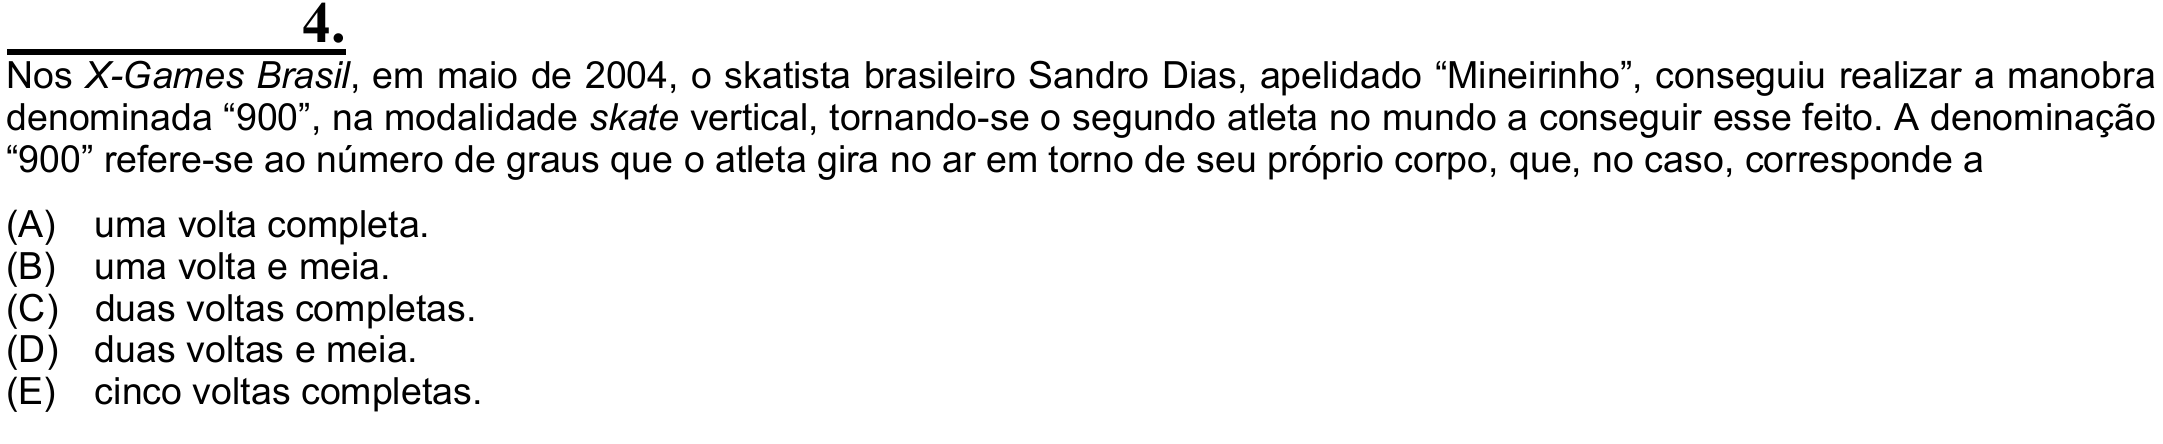 4.
Nos X-Games Brasil, em maio de 2004, o skatista brasileiro Sandro Dias, apelidado “Mineirinho”, conseguiu realizar a manobra
denominada “900”, na modalidade skate vertical, tornando-se o segundo atleta no mundo a conseguir esse feito. A denominação
“900” refere-se ao número de graus que o atleta gira no ar em torno de seu próprio corpo, que, no caso, corresponde a
(A) uma volta completa.
(B) uma volta e meia.
(C) duas voltas completas.
(D) duas voltas e meia.
(E) cinco voltas completas.